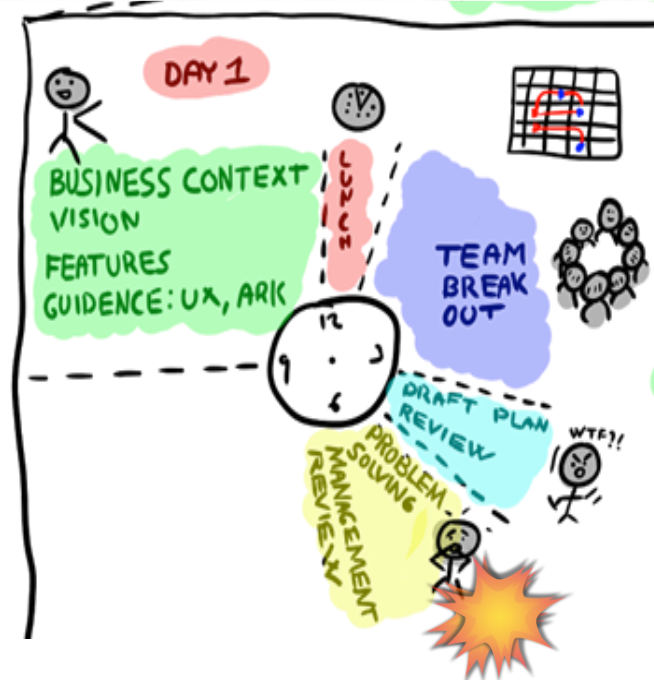 DAY 1
BUSINESS CONTEXT
VISION
FEATURES
GUIDENCE: UX, ARK
LUNCH
TEAM
BREAK
OUT
12
3
6
9
DRAFT PLAN
REVIEW
WTF?!
PROBLEM
SOLVING
MANAGEMENT
REVIEW